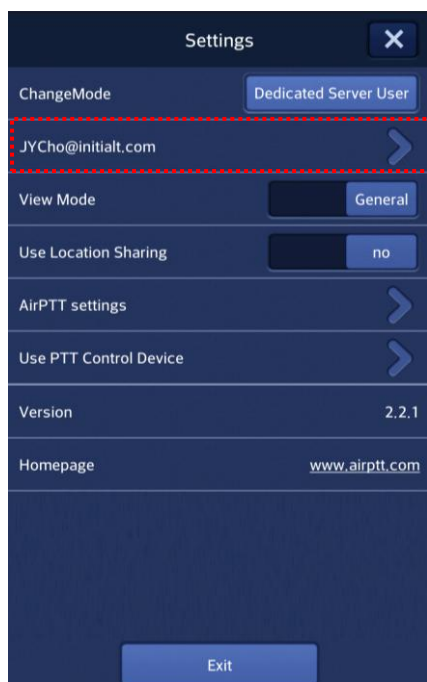 Settings
ChangeMode Dedicated Server User
JYCho@initialt.com
View Mode General
Use Location Sharing no
AirPTT settings
Use PTT Control Device
Version 2.2.1
Homepage www.airptt.com
Exit